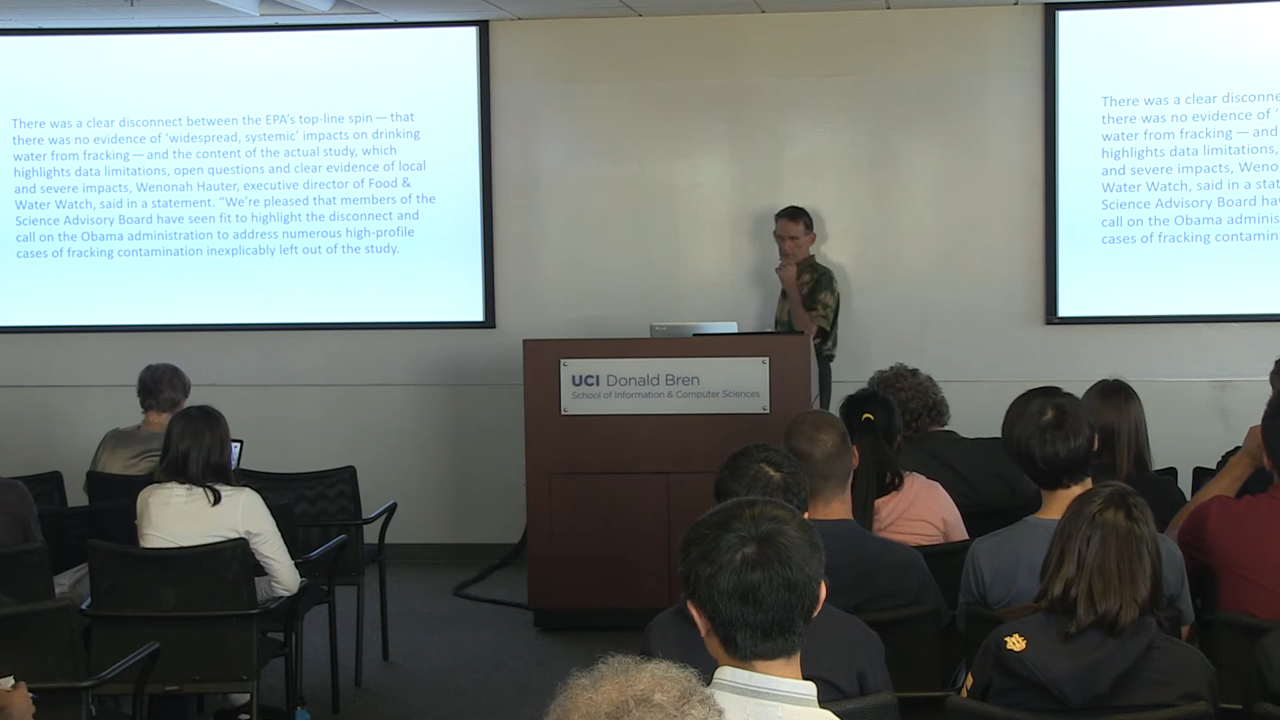 There was a clear disconnect between the EPA's top-line spin — that
there was no evidence of 'widespread, systemic' impacts on drinking
water from fracking — and the content of the actual study, which
highlights data limitations, open questions and clear evidence of local
and severe impacts, Wenonah Hauter, executive director of Food &
Water Watch, said in a statement. "We're pleased that members of the
Science Advisory Board have seen fit to highlight the disconnect and
call on the Obama administration to address numerous high-profile
cases of fracking contamination inexplicably left out of the study.
There was a clear disconne
there was no evidence of '
water from fracking — and
highlights data limitations,
and severe impacts, Weno
Water Watch, said in a stat
Science Advisory Board hav
call on the Obama adminis
cases of fracking contamin
UCI Donald Bren
School of Information & Computer Sciences